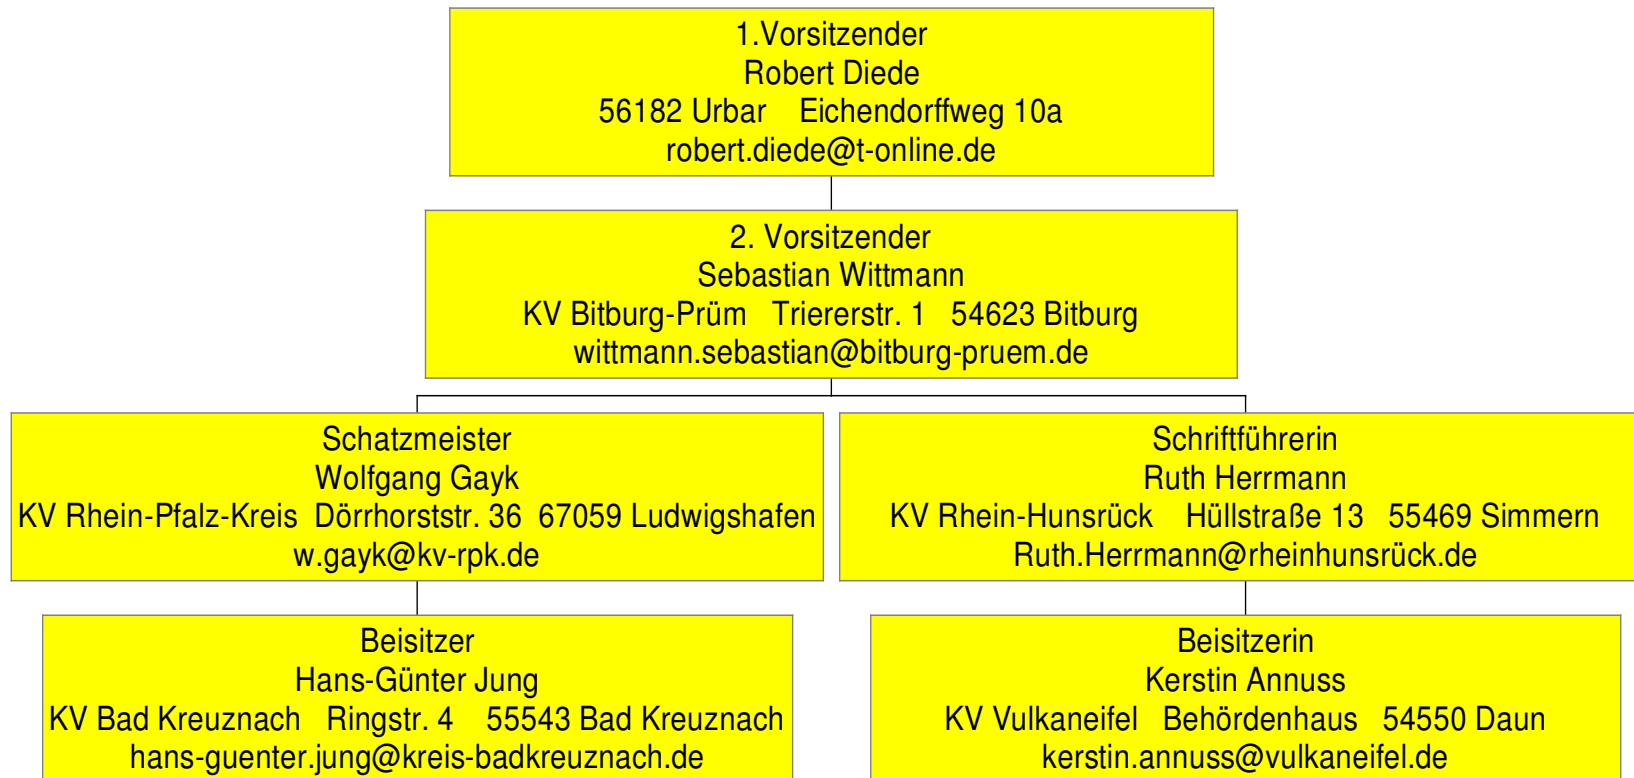 1.Vorsitzender
Robert Diede
56182 Urbar Eichendorffweg 10a
robert.diede@t-online.de
2. Vorsitzender
Sebastian Wittmann
KV Bitburg-Prüm Triererstr. 1 54623 Bitburg
wittmann.sebastian@bitburg-pruem.de
Schatzmeister
Wolfgang Gayk
KV Rhein-Pfalz-Kreis Dörrhorststr. 36 67059 Ludwigshafen
w.gayk@kv-rpk.de
Schriftführerin
Ruth Herrmann
KV Rhein-Hunsrück Hüllstraße 13 55469 Simmern
Ruth.Herrmann@rheinhunsrück.de
Beisitzer
Hans-Günter Jung
KV Bad Kreuznach Ringstr. 4 55543 Bad Kreuznach
hans-guenter.jung@kreis-badkreuznach.de
Beisitzerin
Kerstin Annuss
KV Vulkaneifel Behördenhaus 54550 Daun
kerstin.annuss@vulkaneifel.de